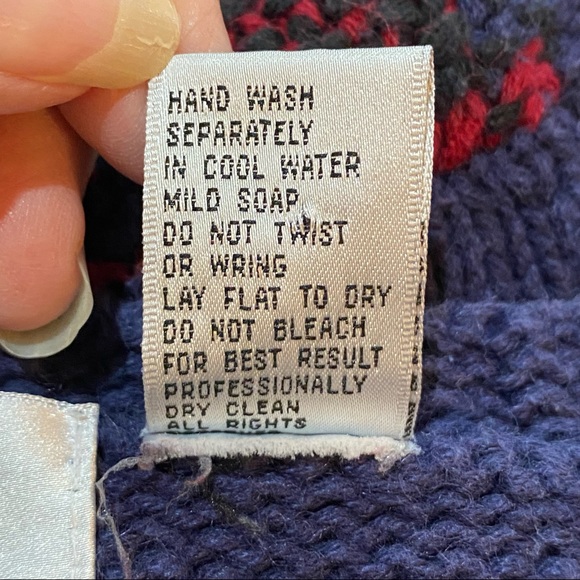 HAND WASH
SEPARATELY
IN COOL WATER
MILD SOAP
DO NOT TWIST
OR WRING
LAY FLAT TO DRY
DO NOT BLEACH
FOR BEST RESULT
PROFESSIONALLY
DRY CLEAN
ALL RIGHTS